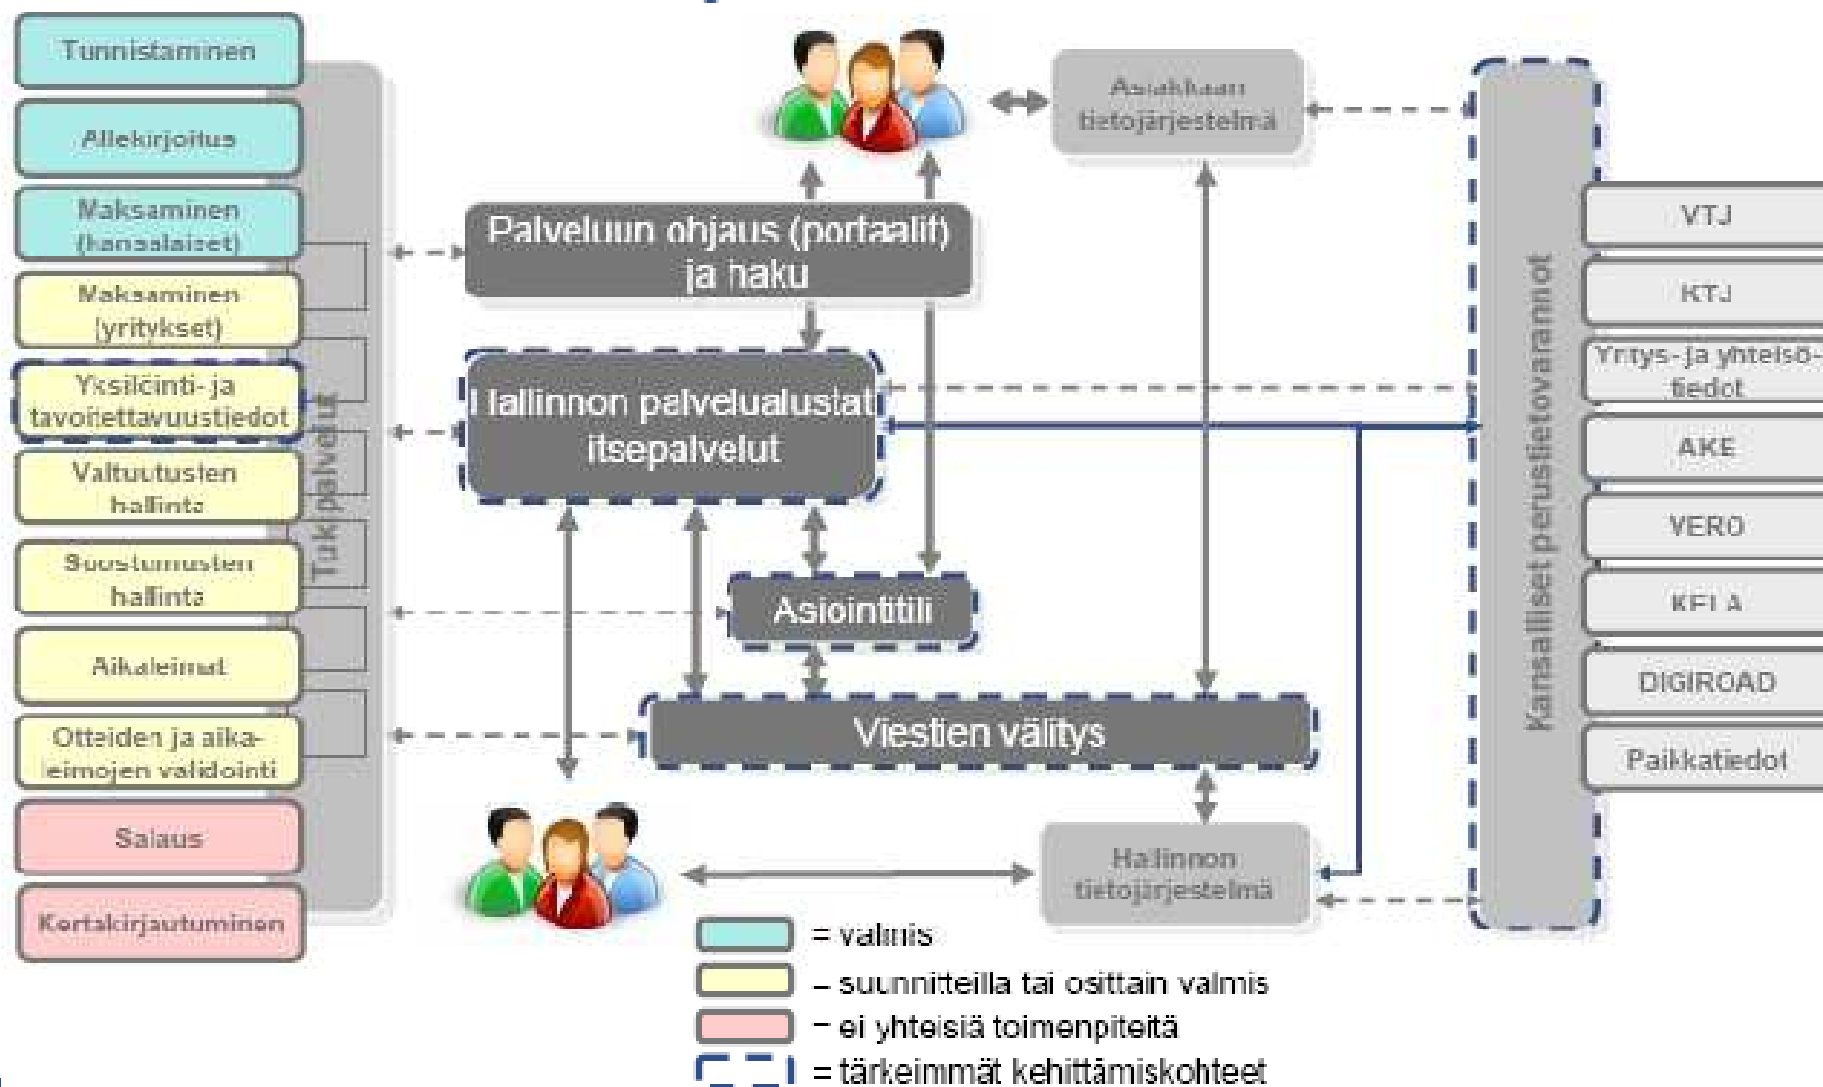 Tunnistaminen
Allekirjoitus
Maksaminen
(kansalaiset)
Maksaminen
(yritykset)
Yksilöinti- ja
tavoitettavuustiedot
Valtuutusten
hallinta
Suostumusten
hallinta
Aikaleimat
Otteiden ja aika-
leimojen validointi
Salaus
Kertakirjautuminen
Tukipalvelut
Asiakkaan
tietojärjestelmä
Palveluun ohjaus (portaalit)
ja haku
Hallinnon palvelualustat
itsepalvelut
Asiointitili
Viestien välitys
Hallinnon
tietojärjestelmä
Kansalliset perustietovarannot
VTJ
KTJ
Yritys- ja yhteisö-
tiedot
AKE
VERO
KELA
DIGIROAD
Paikkatiedot
= valmis
= suunnitteilla tai osittain valmis
= ei yhteisiä toimenpiteitä
= tärkeimmät kehittämiskohteet